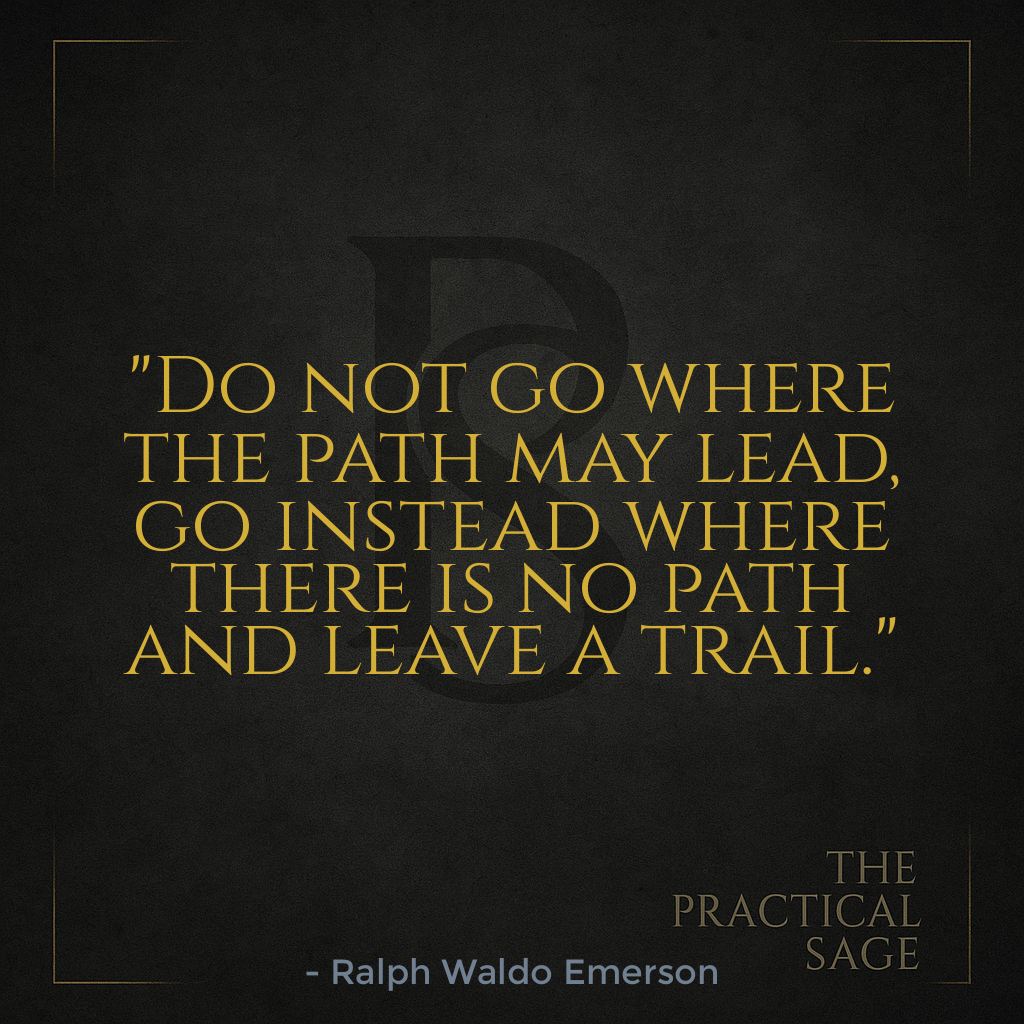 "Do not go where
the path may lead,
go instead where
there is no path
and leave a trail."
THE
PRACTICAL
SAGE
- Ralph Waldo Emerson